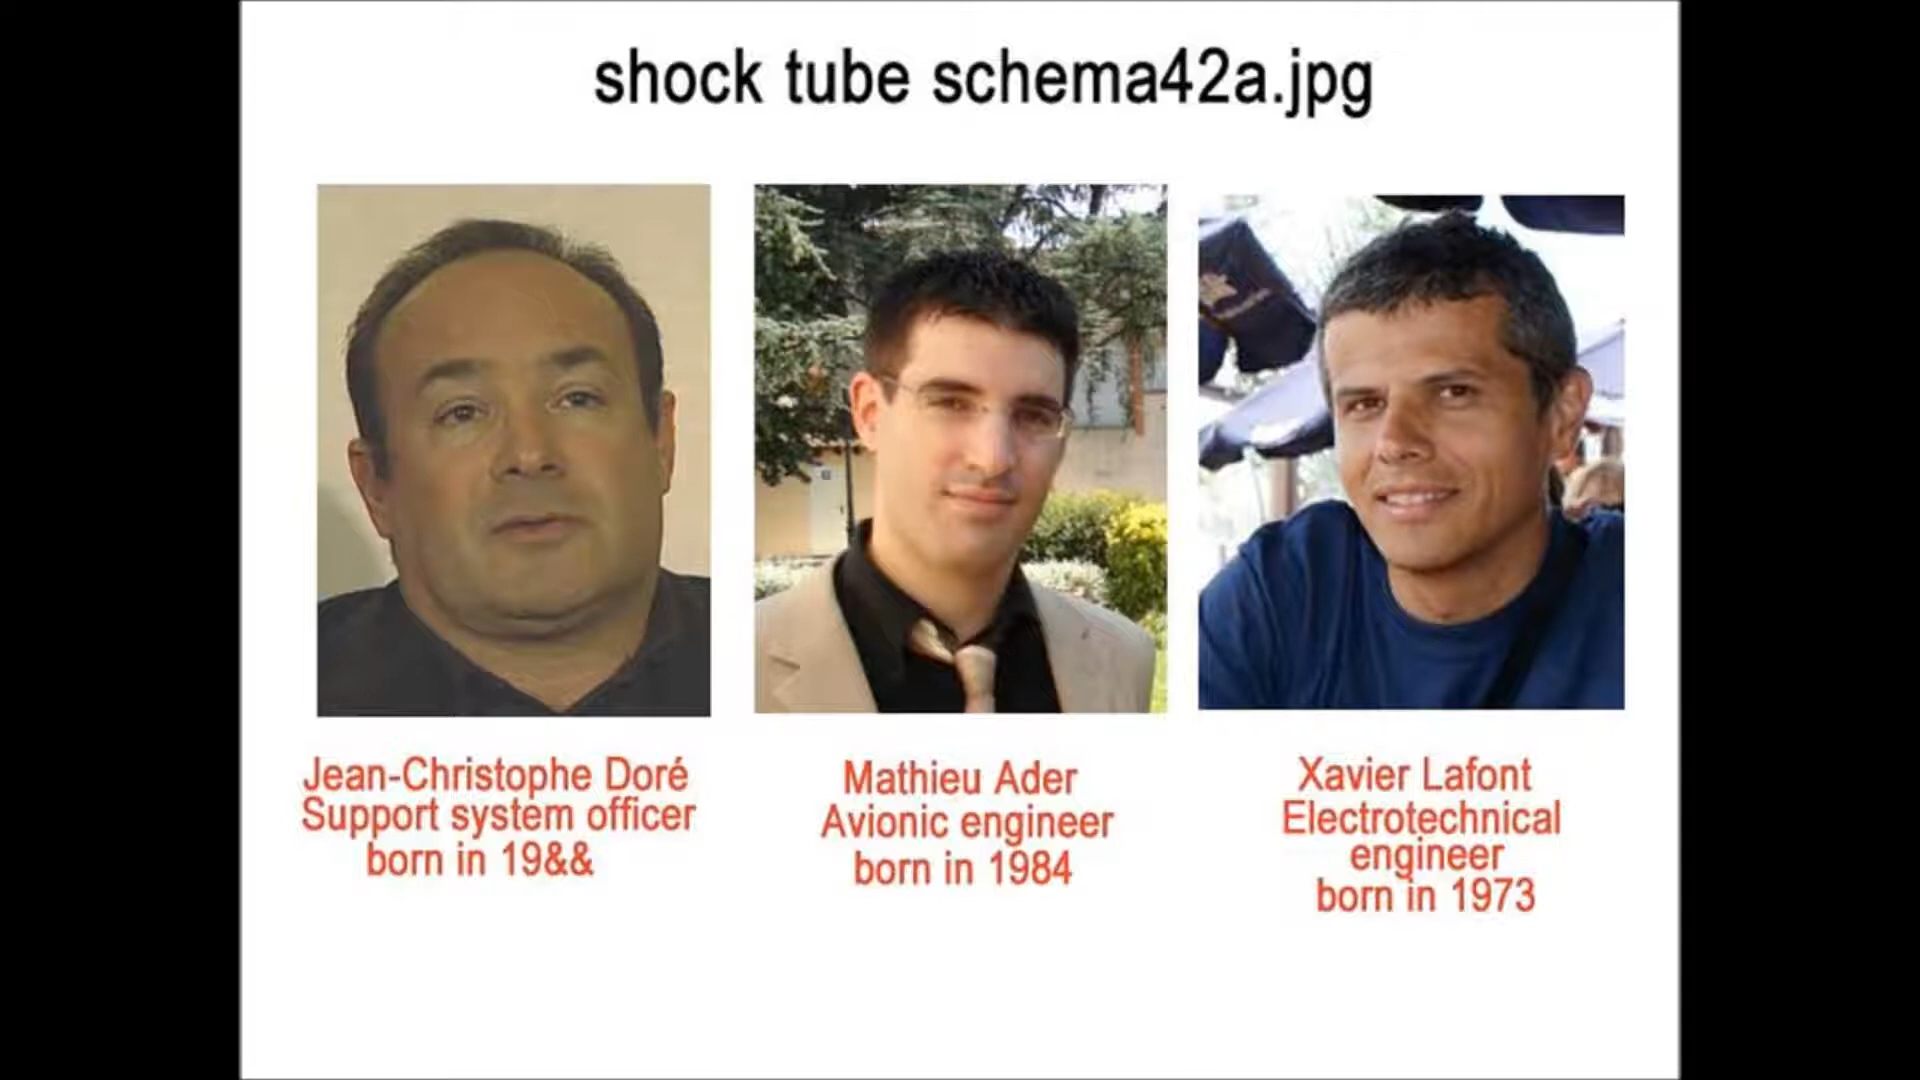 shock tube schema42a.jpg
Jean-Christophe Doré
Support system officer
born in 19&&
Mathieu Ader
Avionic engineer
born in 1984
Xavier Lafont
Electrotechnical
engineer
born in 1973